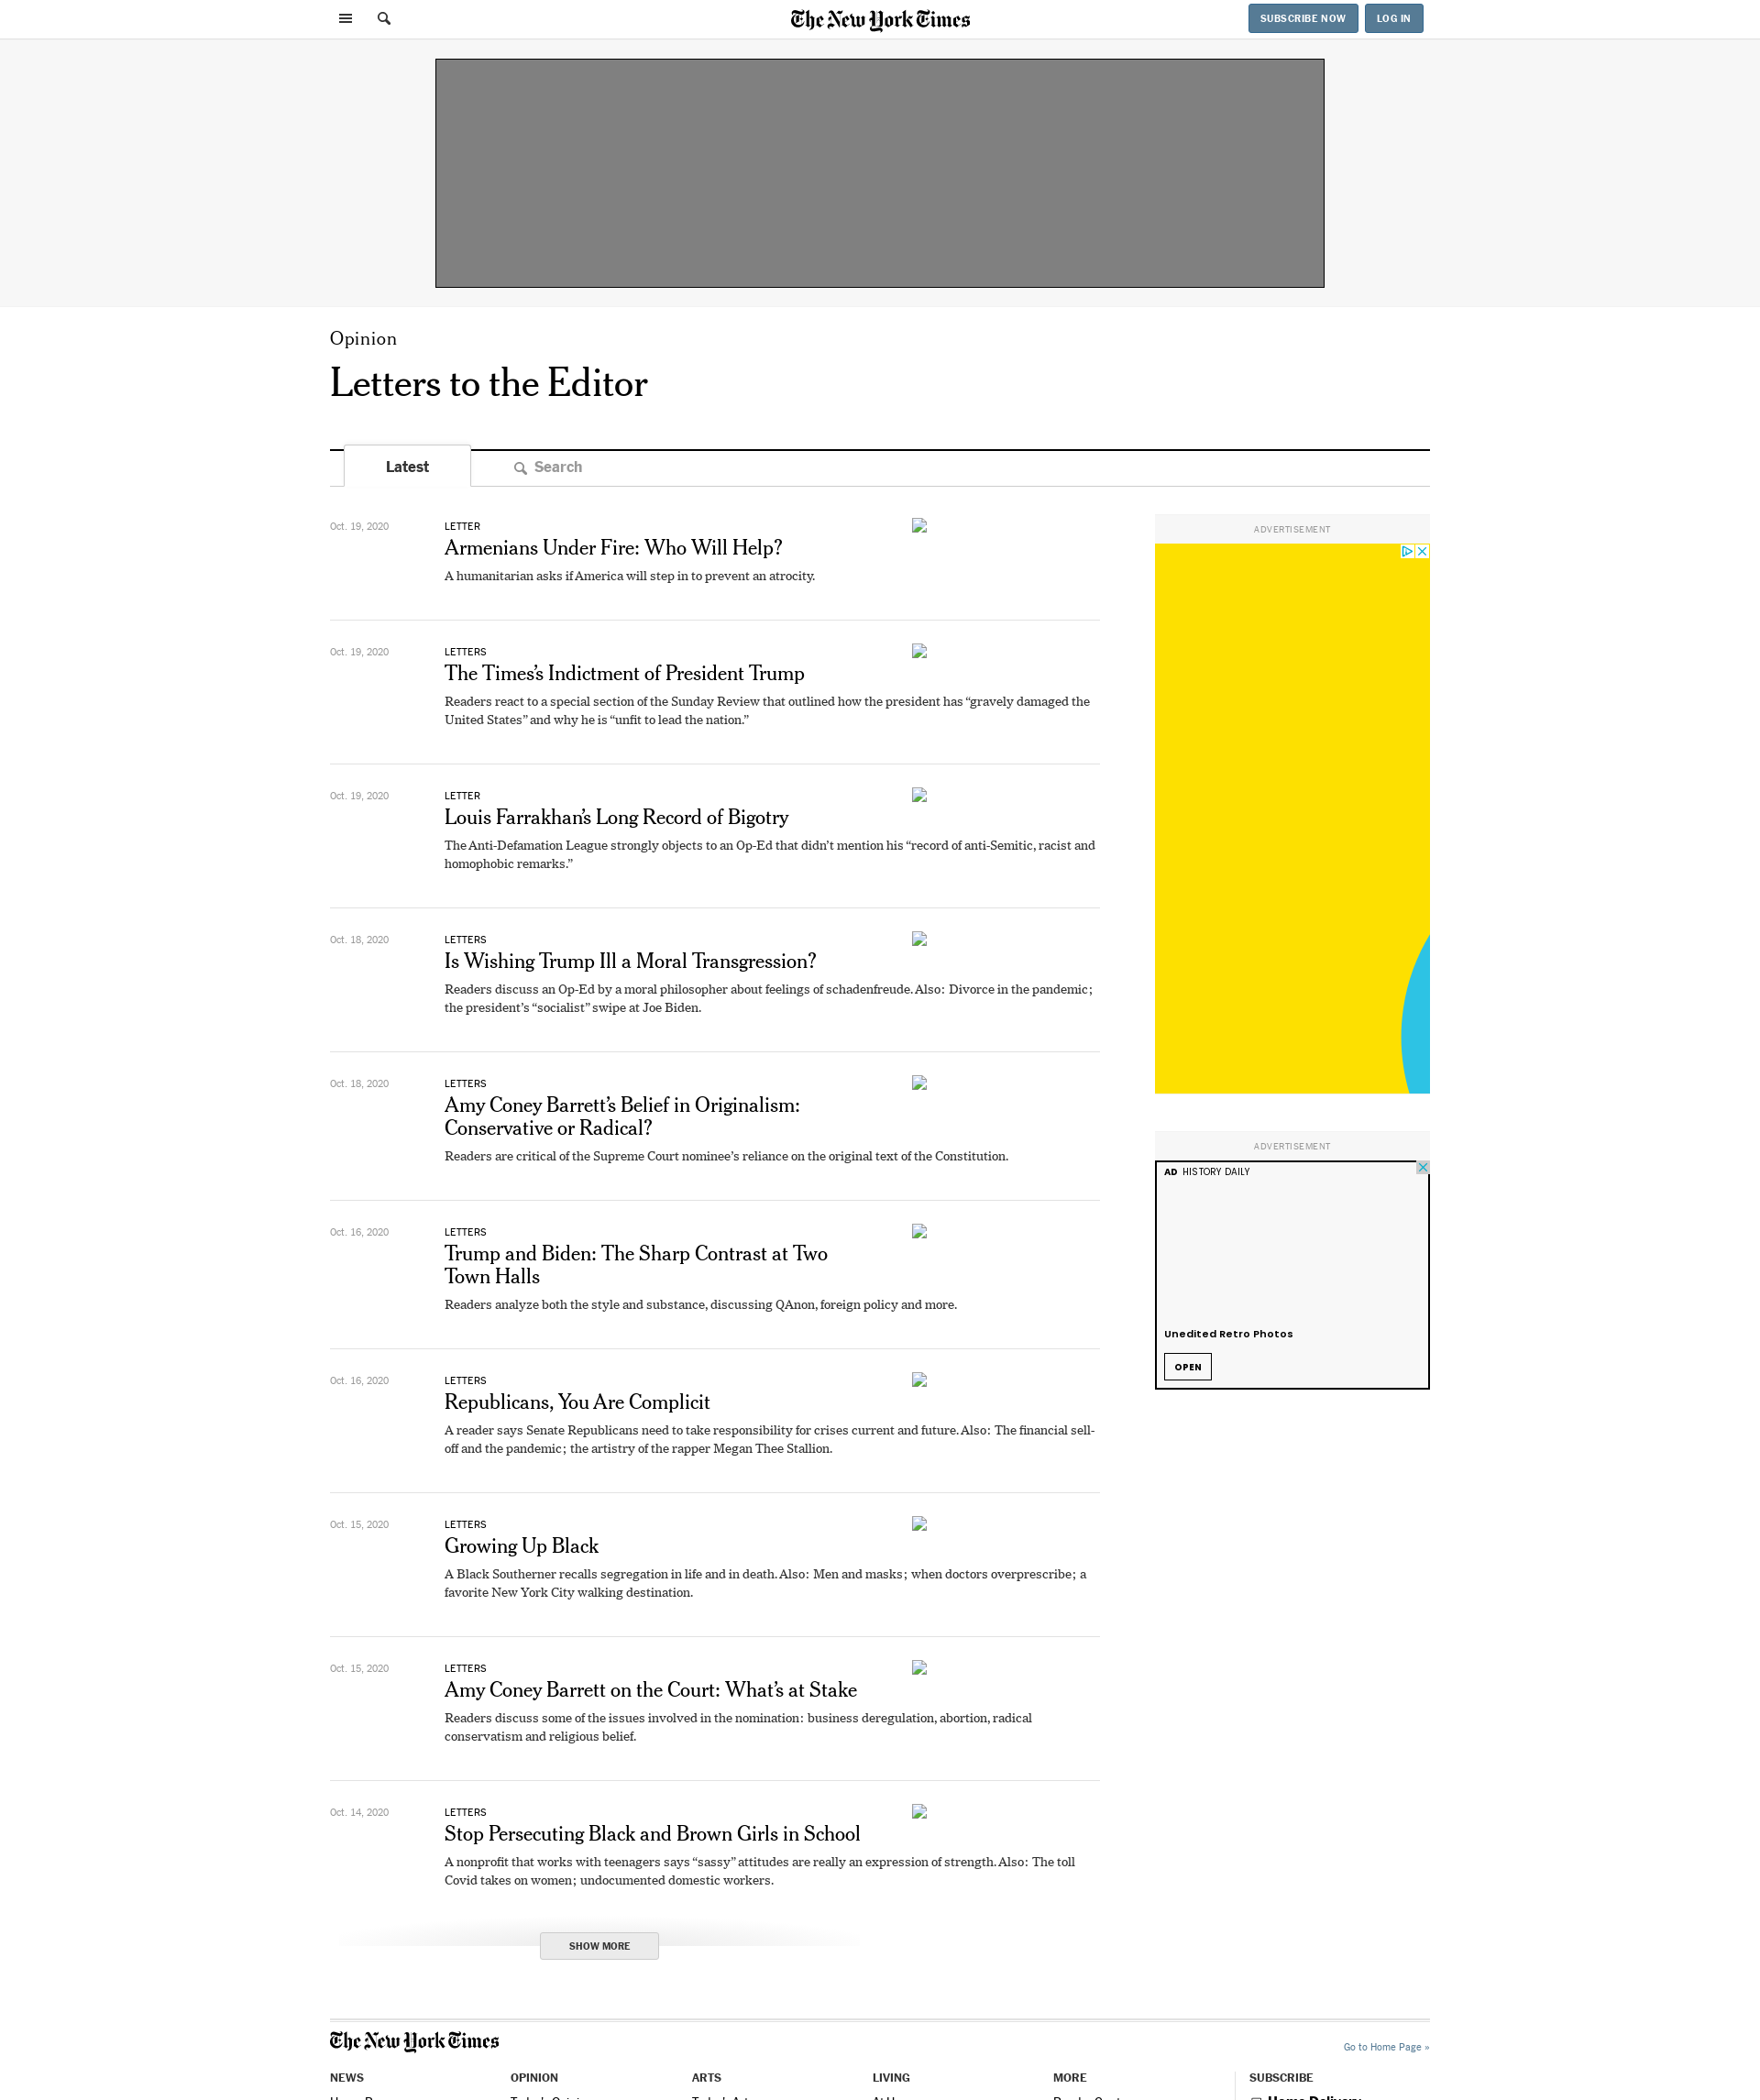 The New York Times
SUBSCRIBE NOW
LOG IN
Opinion
Letters to the Editor
Latest
Search
Oct. 19, 2020
LETTER
Armenians Under Fire: Who Will Help?
A humanitarian asks if America will step in to prevent an atrocity.
Oct. 19, 2020
LETTERS
The Times’s Indictment of President Trump
Readers react to a special section of the Sunday Review that outlined how the president has “gravely damaged the
United States” and why he is “unfit to lead the nation.”
Oct. 19, 2020
LETTER
Louis Farrakhan’s Long Record of Bigotry
The Anti-Defamation League strongly objects to an Op-Ed that didn’t mention his “record of anti-Semitic, racist and
homophobic remarks.”
Oct. 18, 2020
LETTERS
Is Wishing Trump Ill a Moral Transgression?
Readers discuss an Op-Ed by a moral philosopher about feelings of schadenfreude. Also: Divorce in the pandemic;
the president’s “socialist” swipe at Joe Biden.
Oct. 18, 2020
LETTERS
Amy Coney Barrett’s Belief in Originalism:
Conservative or Radical?
Readers are critical of the Supreme Court nominee’s reliance on the original text of the Constitution.
Oct. 16, 2020
LETTERS
Trump and Biden: The Sharp Contrast at Two
Town Halls
Readers analyze both the style and substance, discussing QAnon, foreign policy and more.
Oct. 16, 2020
LETTERS
Republicans, You Are Complicit
A reader says Senate Republicans need to take responsibility for crises current and future. Also: The financial sell-
off and the pandemic; the artistry of the rapper Megan Thee Stallion.
Oct. 15, 2020
LETTERS
Growing Up Black
A Black Southerner recalls segregation in life and in death. Also: Men and masks; when doctors overprescribe; a
favorite New York City walking destination.
Oct. 15, 2020
LETTERS
Amy Coney Barrett on the Court: What’s at Stake
Readers discuss some of the issues involved in the nomination: business deregulation, abortion, radical
conservatism and religious belief.
Oct. 14, 2020
LETTERS
Stop Persecuting Black and Brown Girls in School
A nonprofit that works with teenagers says “sassy” attitudes are really an expression of strength. Also: The toll
Covid takes on women; undocumented domestic workers.
SHOW MORE
ADVERTISEMENT
ADVERTISEMENT
AD HISTORY DAILY
Unedited Retro Photos
OPEN
The New York Times
Go to Home Page »
NEWS
OPINION
ARTS
LIVING
MORE
SUBSCRIBE
Home Delivery